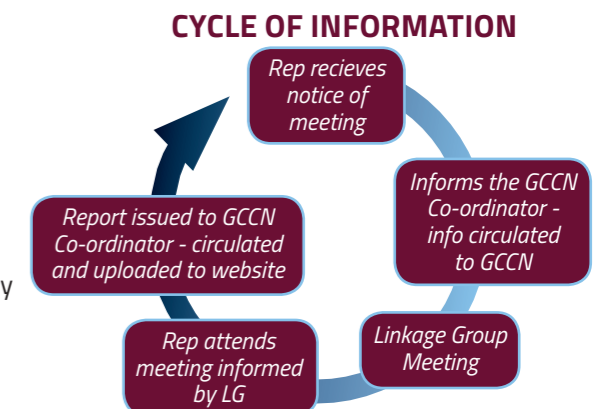 CYCLE OF INFORMATION
Rep recieves
notice of
meeting
Informs the GCCN
Co-ordinator -
info circulated
to GCCN
Linkage Group
Meeting
Rep attends
meeting informed
by LG
Report issued to GCCN
Co-ordinator - circulated
and uploaded to website
y